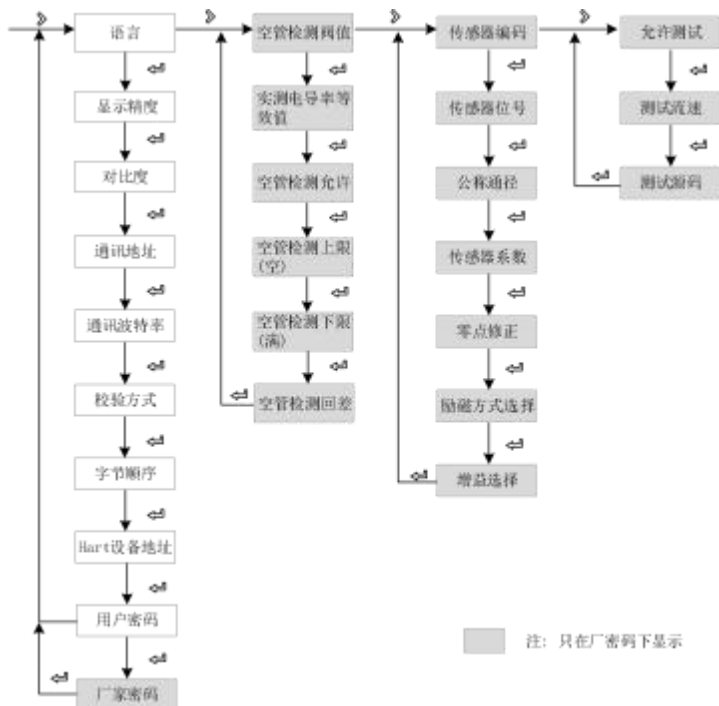 语言
显示精度
对比度
通讯地址
通讯波特率
校验方式
字节顺序
Hart设备地址
用户密码
厂家密码
空管检测阀值
实测电导率等
效值
空管检测允许
空管检测上限
(空)
空管检测下限
(满)
空管检测回差
传感器编码
传感器位号
公称通径
传感器系数
零点修正
励磁方式选择
增益选择
允许测试
测试流速
测试源码
注: 只在厂密码下显示